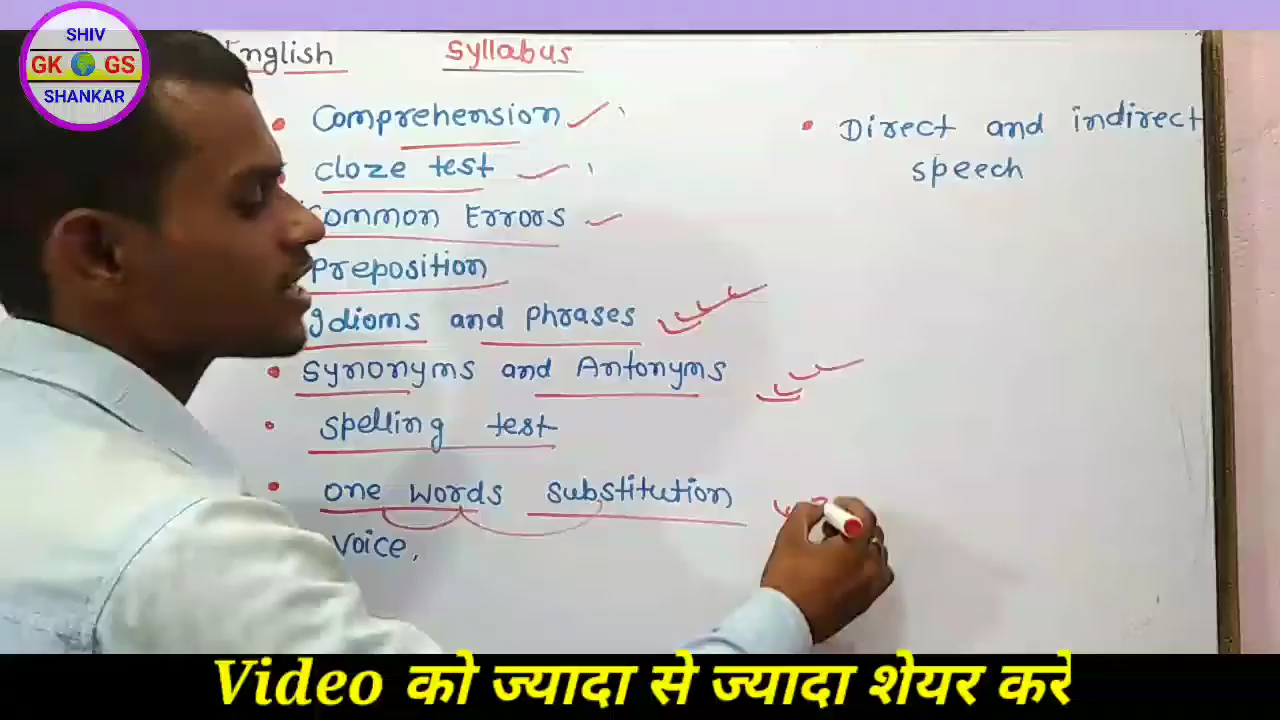 SHIV
GK GS
SHANKAR
English Syllabus
Comprehension
Cloze test
Common Errors
Preposition
Idioms and Phrases
Synonyms and Antonyms
Spelling test
One words substitution
Voice,
Direct and indirect
speech
Video को ज्यादा से ज्यादा शेयर करे